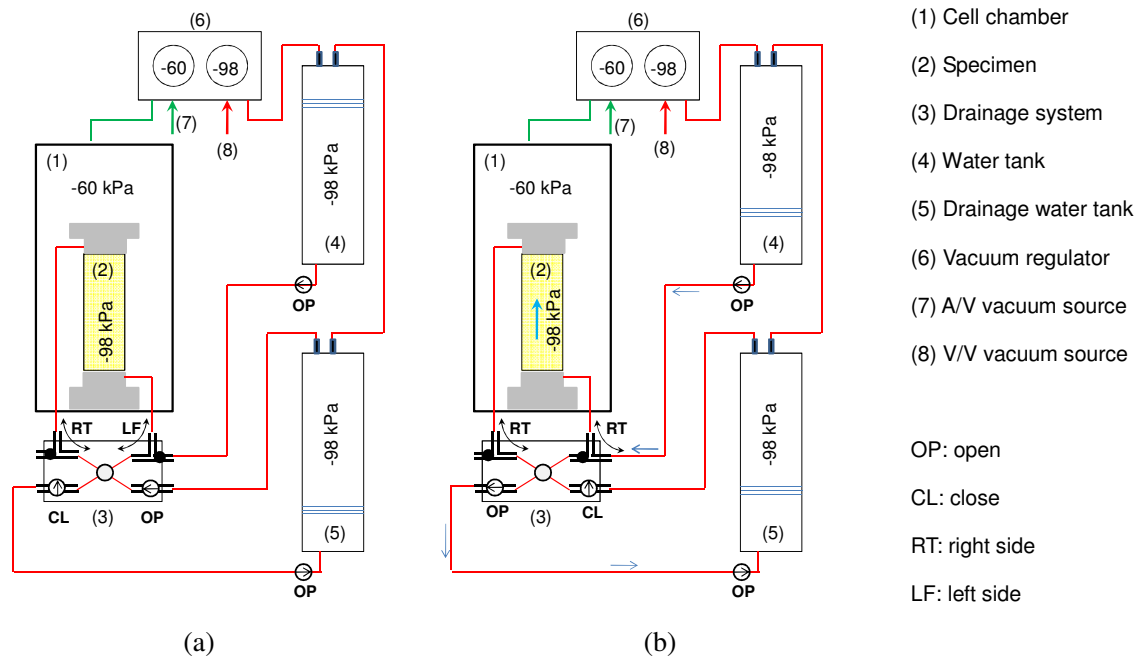 (6)
-60
-98
(7)
(8)
(1)
-60 kPa
(2)
-98 kPa
-98 kPa
(4)
OP
-98 kPa
RT
LF
CL
(3)
OP
(5)
OP
(a)
(6)
-60
-98
(7)
(8)
(1)
-60 kPa
(2)
-98 kPa
-98 kPa
(4)
OP
-98 kPa
RT
RT
OP
(3)
CL
(5)
OP
(b)
(1) Cell chamber
(2) Specimen
(3) Drainage system
(4) Water tank
(5) Drainage water tank
(6) Vacuum regulator
(7) A/V vacuum source
(8) V/V vacuum source
OP: open
CL: close
RT: right side
LF: left side